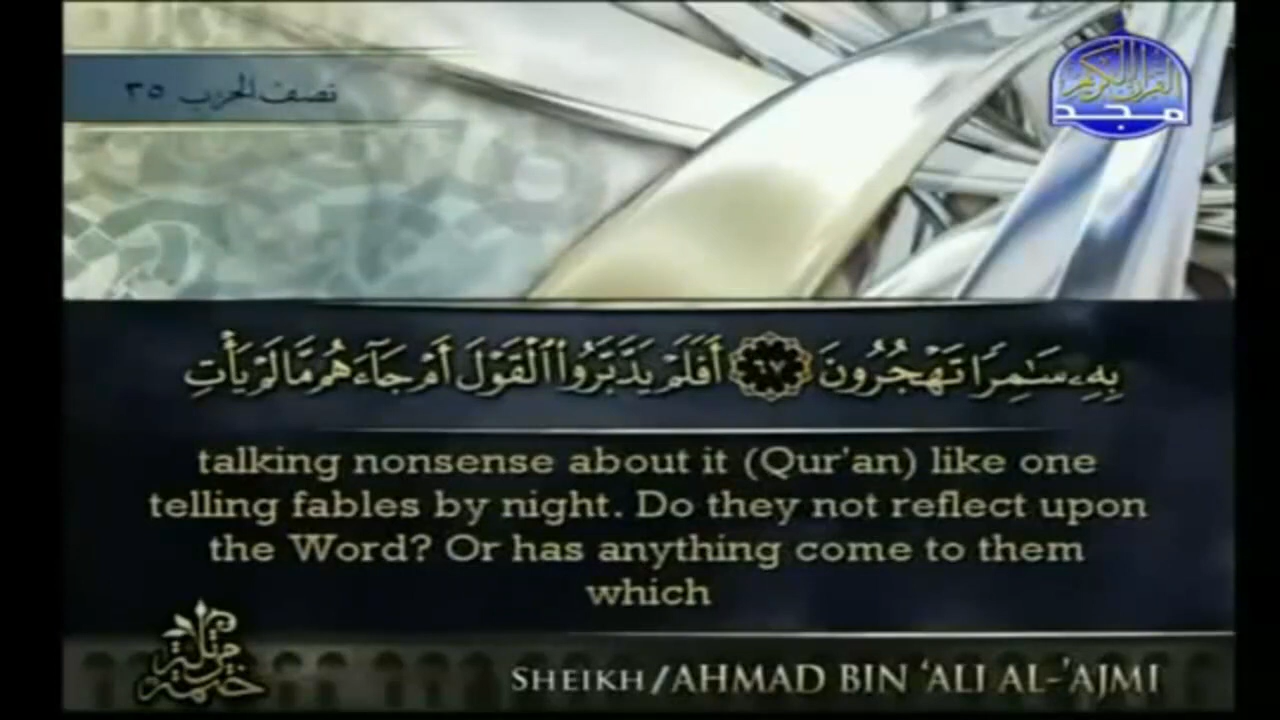 نصف الحزب ٣٥
القرآن الكريم
مجد
بِهِۦ سَٰمِرًا تَهْجُرُونَ ٦٧ أَفَلَمْ يَدَّبَّرُوا۟ ٱلْقَوْلَ أَمْ جَآءَهُم مَّا لَمْ يَأْتِ
talking nonsense about it (Qur'an) like one
telling fables by night. Do they not reflect upon
the Word? Or has anything come to them
which
ختمة مرتلة
SHEIKH/AHMAD BIN ‘ALI AL-’AJMI